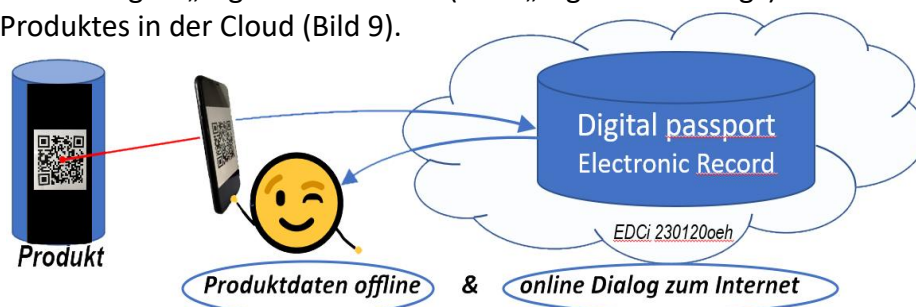 Produktes in der Cloud (Bild 9).
Digital passport
Electronic Record
EDCi 230120oeh
Produkt
Produktdaten offline & online Dialog zum Internet